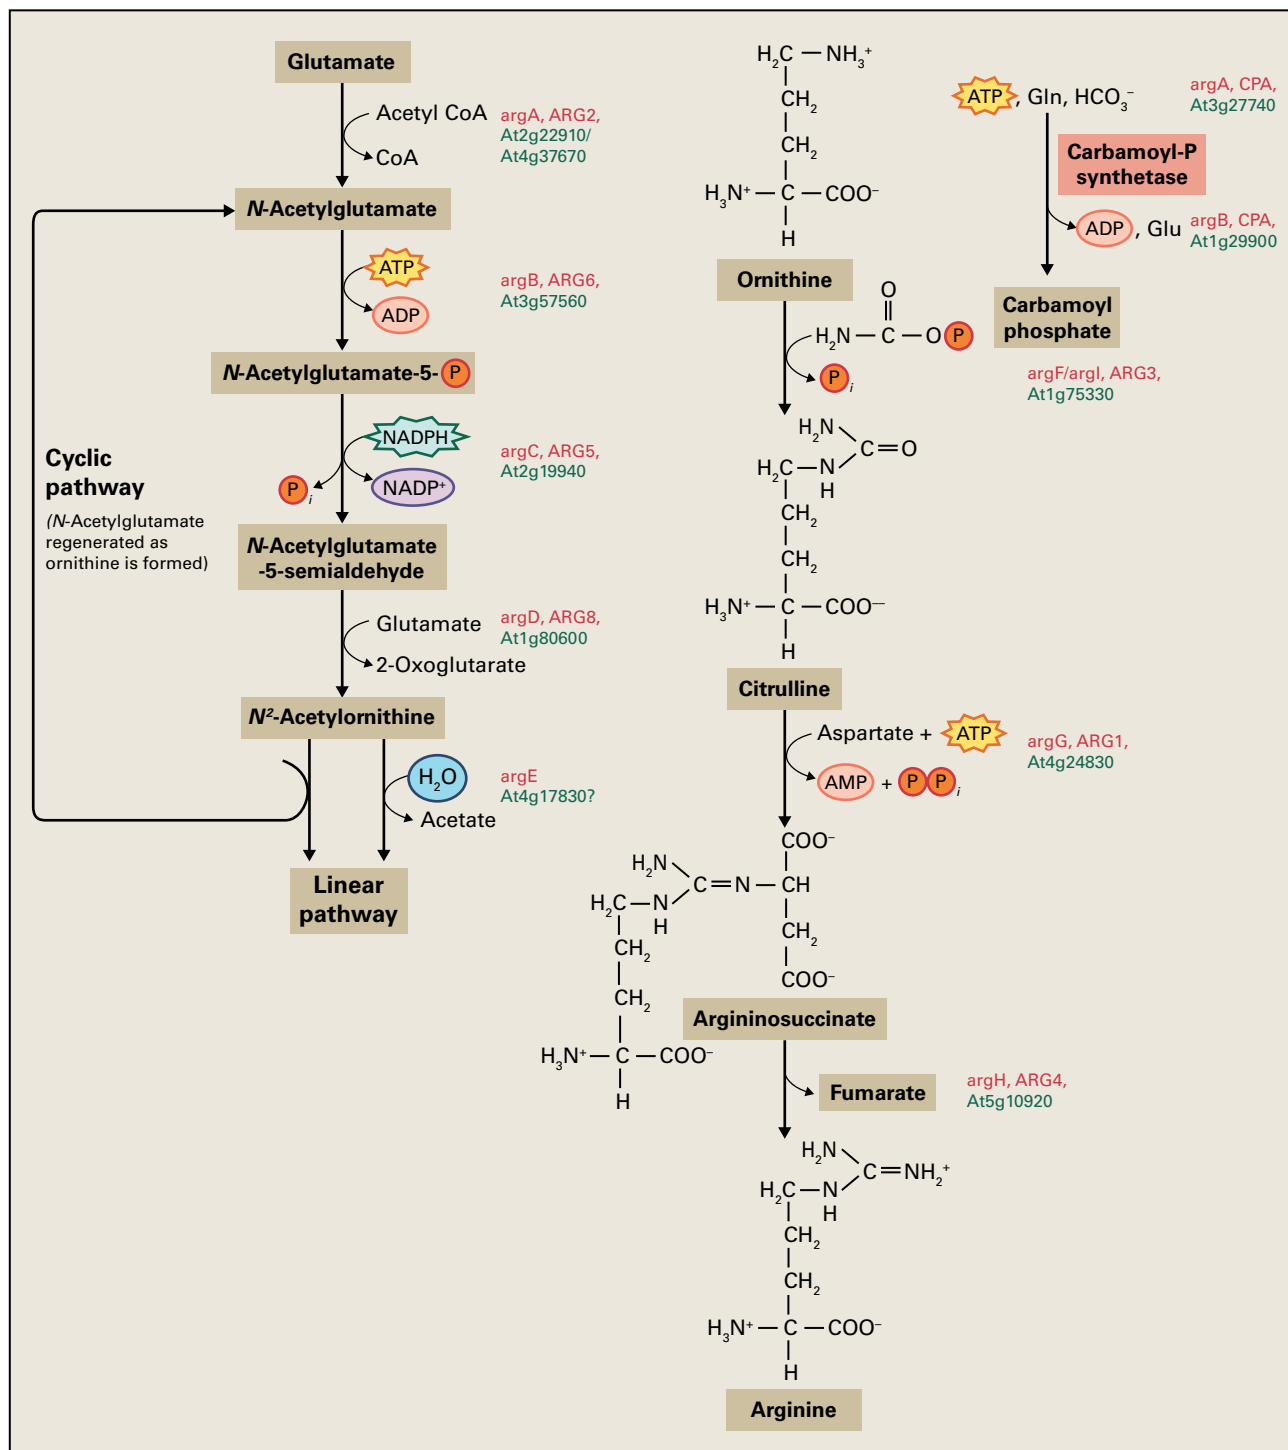 Glutamate
Acetyl CoA
CoA
argA, ARG2,
At2g22910/
At4g37670
N-Acetylglutamate
ATP
ADP
argB, ARG6,
At3g57560
N-Acetylglutamate-5-P
NADPH
NADP⁺
Pᵢ
argC, ARG5,
At2g19940
Cyclic
pathway
(N-Acetylglutamate
regenerated as
ornithine is formed)
N-Acetylglutamate
-5-semialdehyde
Glutamate
2-Oxoglutarate
argD, ARG8,
At1g80600
N²-Acetylornithine
H₂O
Acetate
argE
At4g17830?
Linear
pathway
H₂C — NH₃⁺
CH₂
CH₂
H₃N⁺ — C — COO⁻
H
Ornithine
O
H₂N — C — O P
Pᵢ
ATP , Gln, HCO₃⁻
argA, CPA,
At3g27740
Carbamoyl-P
synthetase
ADP , Glu
argB, CPA,
At1g29900
Carbamoyl
phosphate
argF/argI, ARG3,
At1g75330
H₂N
C = O
H₂C — N
H
CH₂
CH₂
H₃N⁺ — C — COO—
H
Citrulline
Aspartate + ATP
AMP + P Pᵢ
argG, ARG1,
At4g24830
COO⁻
H₂N
C = N — CH
H₂C — N
H
CH₂
CH₂
CH₂
COO⁻
H₃N⁺ — C — COO⁻
H
Argininosuccinate
Fumarate
argH, ARG4,
At5g10920
H₂N
C = NH₂⁺
H₂C — N
H
CH₂
CH₂
H₃N⁺ — C — COO⁻
H
Arginine